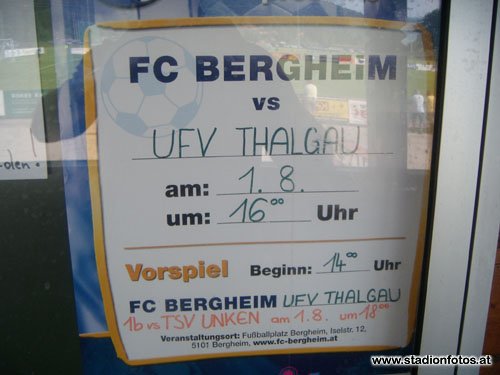 FC BERGHEIM
vs
UFV THALGAU
am: 1. 8.
um: 16⁰⁰ Uhr
Vorspiel Beginn: 14⁰⁰ Uhr
FC BERGHEIM UFV THALGAU
1b vs TSV UNKEN am 1.8. um 18⁰⁰
Veranstaltungsort: Fußballplatz Bergheim, Iselstr. 12,
5101 Bergheim, www.fc-bergheim.at
www.stadionfotos.at